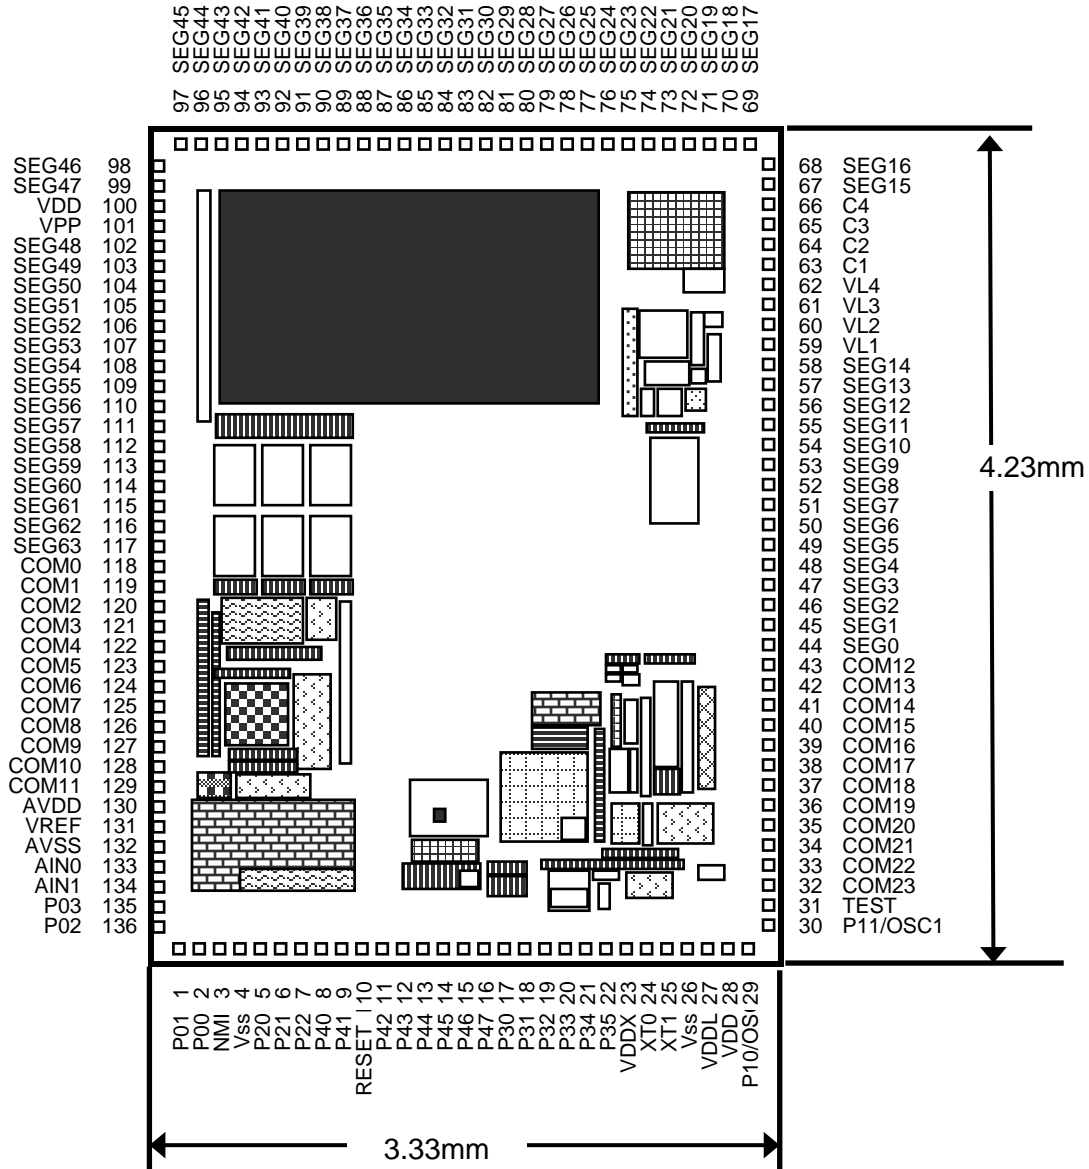 97 SEG45
96 SEG44
95 SEG43
94 SEG42
93 SEG41
92 SEG40
91 SEG39
90 SEG38
89 SEG37
88 SEG36
87 SEG35
86 SEG34
85 SEG33
84 SEG32
83 SEG31
82 SEG30
81 SEG29
80 SEG28
79 SEG27
78 SEG26
77 SEG25
76 SEG24
75 SEG23
74 SEG22
73 SEG21
72 SEG20
71 SEG19
70 SEG18
69 SEG17
SEG46 98
SEG47 99
VDD 100
VPP 101
SEG48 102
SEG49 103
SEG50 104
SEG51 105
SEG52 106
SEG53 107
SEG54 108
SEG55 109
SEG56 110
SEG57 111
SEG58 112
SEG59 113
SEG60 114
SEG61 115
SEG62 116
SEG63 117
COM0 118
COM1 119
COM2 120
COM3 121
COM4 122
COM5 123
COM6 124
COM7 125
COM8 126
COM9 127
COM10 128
COM11 129
AVDD 130
VREF 131
AVSS 132
AIN0 133
AIN1 134
P03 135
P02 136
68 SEG16
67 SEG15
66 C4
65 C3
64 C2
63 C1
62 VL4
61 VL3
60 VL2
59 VL1
58 SEG14
57 SEG13
56 SEG12
55 SEG11
54 SEG10
53 SEG9
52 SEG8
51 SEG7
50 SEG6
49 SEG5
48 SEG4
47 SEG3
46 SEG2
45 SEG1
44 SEG0
43 COM12
42 COM13
41 COM14
40 COM15
39 COM16
38 COM17
37 COM18
36 COM19
35 COM20
34 COM21
33 COM22
32 COM23
31 TEST
30 P11/OSC1
4.23mm
P01 1
P00 2
NMI 3
Vss 4
P20 5
P21 6
P22 7
P40 8
P41 9
RESET 10
P42 11
P43 12
P44 13
P45 14
P46 15
P47 16
P30 17
P31 18
P32 19
P33 20
P34 21
P35 22
VDDX 23
XT0 24
XT1 25
Vss 26
VDDL 27
VDD 28
P10/OS 29
3.33mm